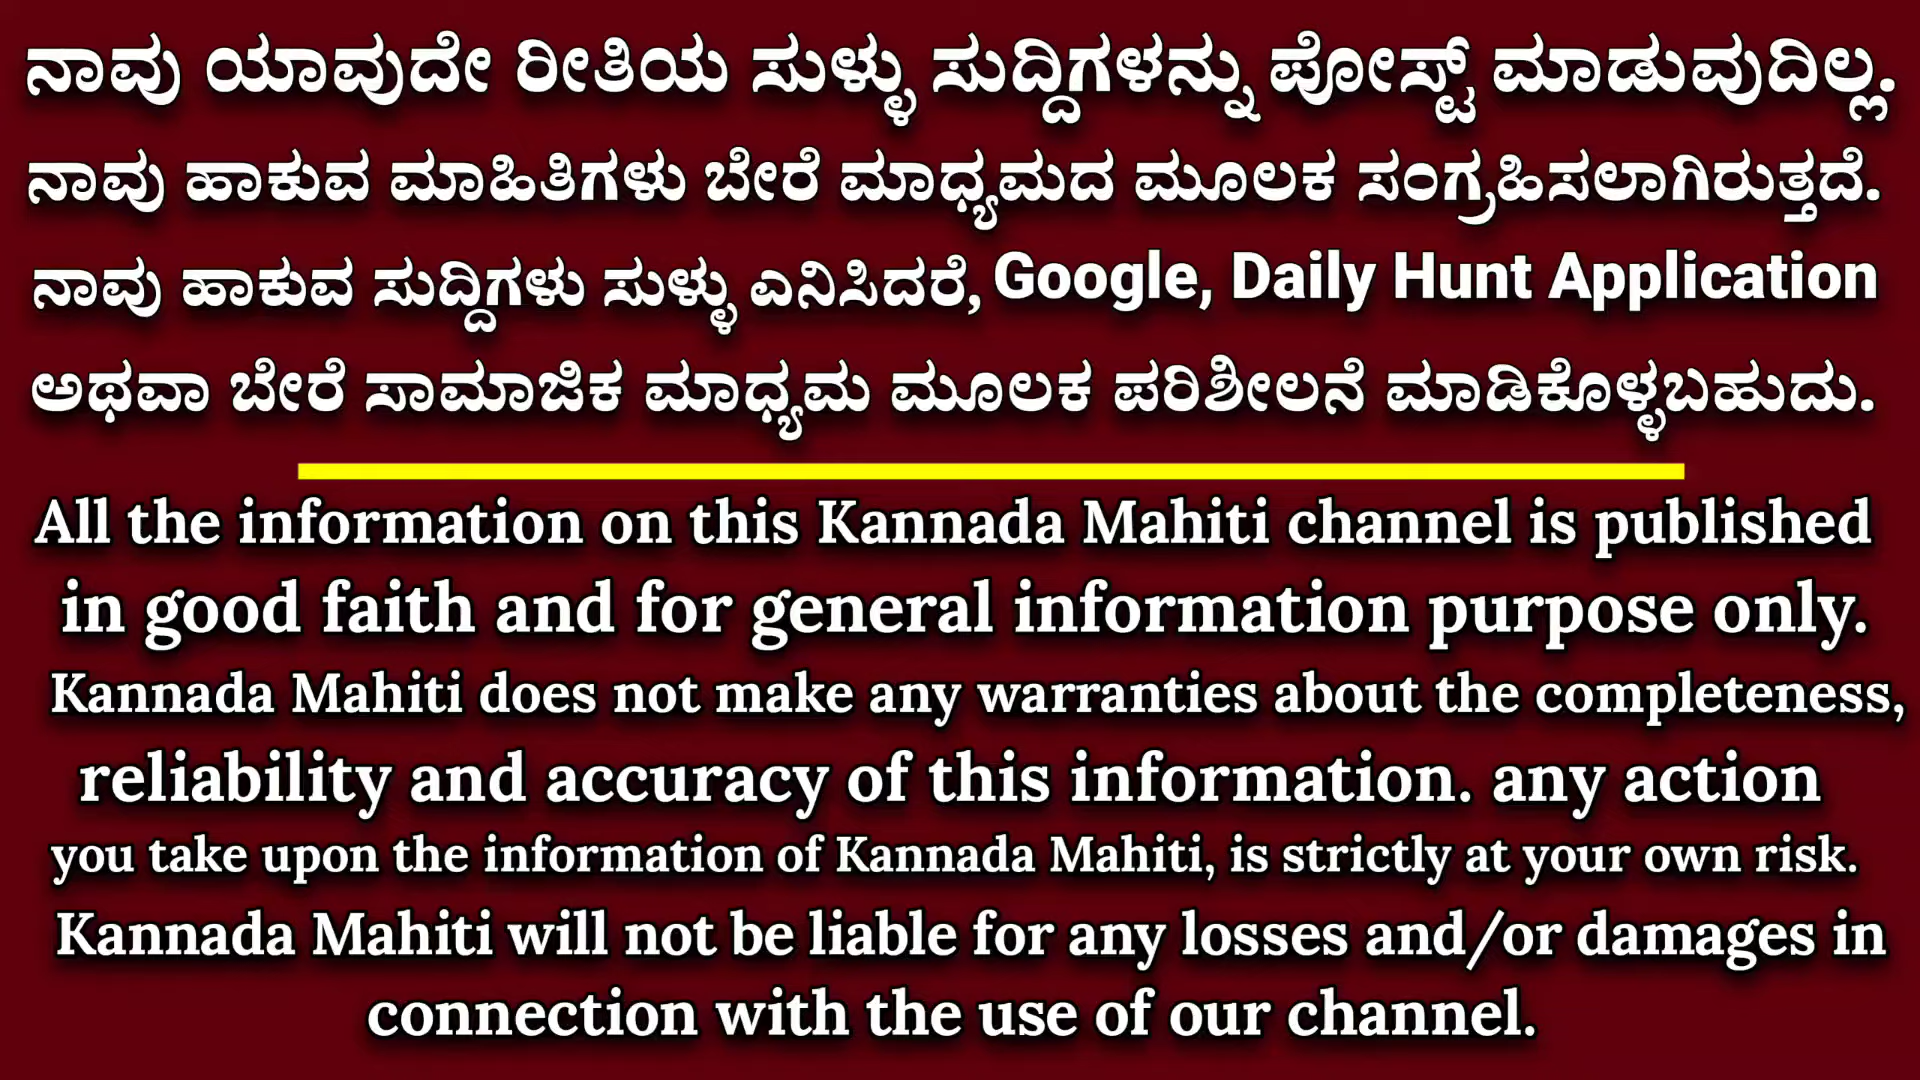 ನಾವು ಯಾವುದೇ ರೀತಿಯ ಸುಳ್ಳು ಸುದ್ದಿಗಳನ್ನು ಪೋಸ್ಟ್ ಮಾಡುವುದಿಲ್ಲ.
ನಾವು ಹಾಕುವ ಮಾಹಿತಿಗಳು ಬೇರೆ ಮಾಧ್ಯಮದ ಮೂಲಕ ಸಂಗ್ರಹಿಸಲಾಗಿರುತ್ತದೆ.
ನಾವು ಹಾಕುವ ಸುದ್ದಿಗಳು ಸುಳ್ಳು ಎನಿಸಿದರೆ, Google, Daily Hunt Application
ಅಥವಾ ಬೇರೆ ಸಾಮಾಜಿಕ ಮಾಧ್ಯಮ ಮೂಲಕ ಪರಿಶೀಲನೆ ಮಾಡಿಕೊಳ್ಳಬಹುದು.
All the information on this Kannada Mahiti channel is published
in good faith and for general information purpose only.
Kannada Mahiti does not make any warranties about the completeness,
reliability and accuracy of this information. any action
you take upon the information of Kannada Mahiti, is strictly at your own risk.
Kannada Mahiti will not be liable for any losses and/or damages in
connection with the use of our channel.